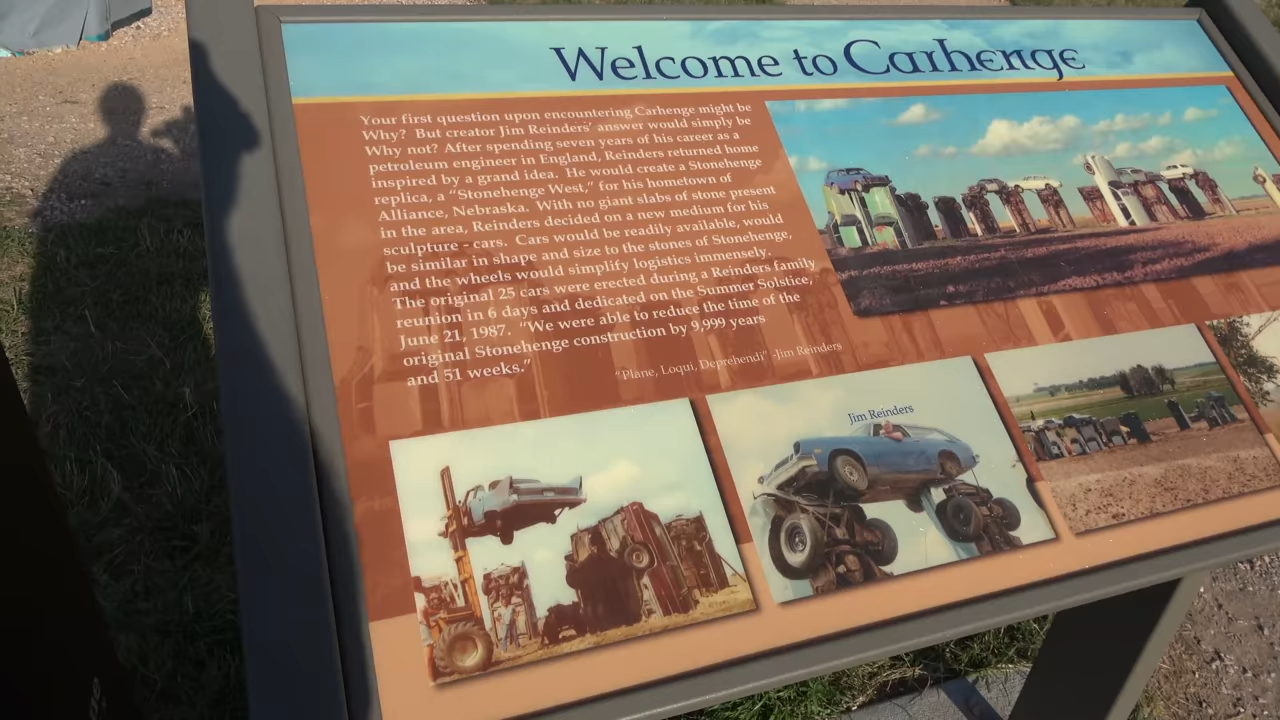 Welcome to Carhenge
Your first question upon encountering Carhenge might be
Why? But creator Jim Reinders' answer would simply be
Why not? After spending seven years of his career as a
petroleum engineer in England, Reinders returned home
inspired by a grand idea. He would create a Stonehenge
replica, a "Stonehenge West," for his hometown of
Alliance, Nebraska. With no giant slabs of stone present
in the area, Reinders decided on a new medium for his
sculpture - cars. Cars would be readily available, would
be similar in shape and size to the stones of Stonehenge,
and the wheels would simplify logistics immensely.
The original 25 cars were erected during a Reinders family
reunion in 6 days and dedicated on the Summer Solstice,
June 21, 1987. "We were able to reduce the time of the
original Stonehenge construction by 9,999 years
and 51 weeks."
"Plane, Loqui, Deprehendi" -Jim Reinders
Jim Reinders